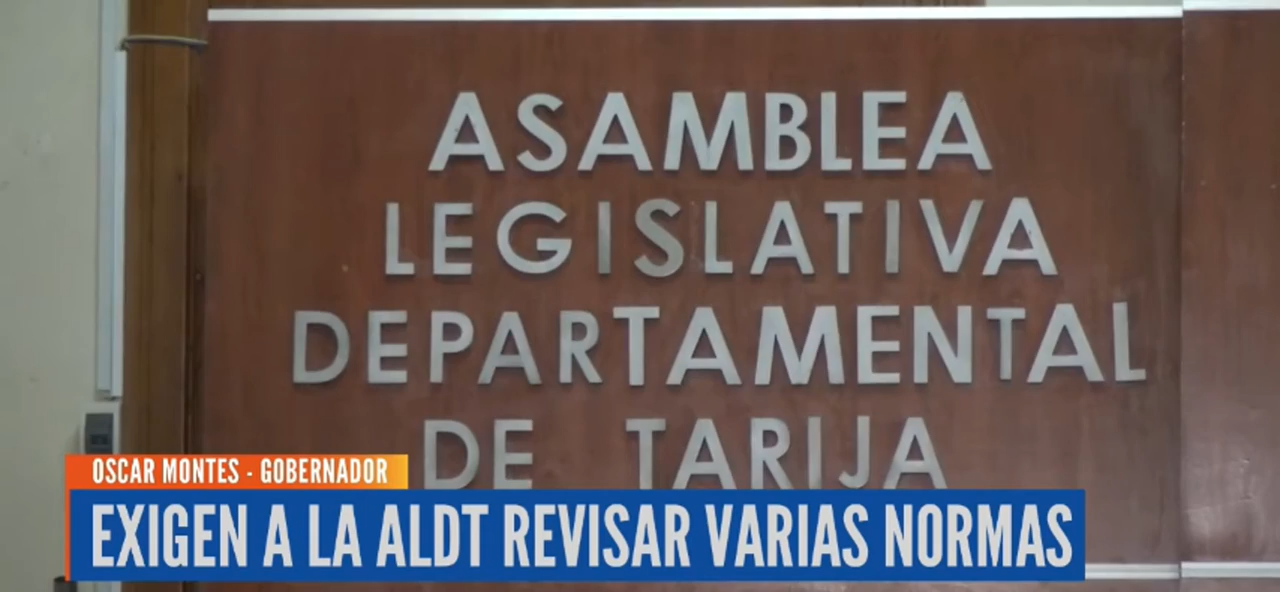 ASAMBLEA
LEGISLATIVA
DEPARTAMENTAL
DE TARIJA
OSCAR MONTES - GOBERNADOR
EXIGEN A LA ALDT REVISAR VARIAS NORMAS